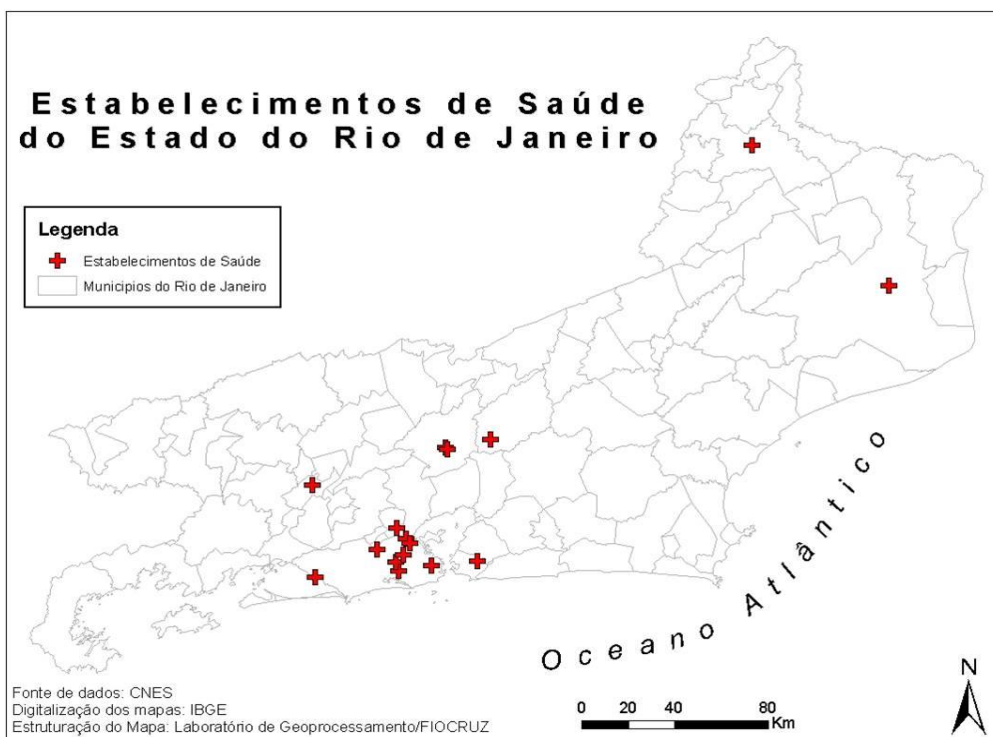 Estabelecimentos de Saúde
do Estado do Rio de Janeiro
Legenda
Estabelecimentos de Saúde
Municipios do Rio de Janeiro
Oceano Atlântico
Fonte de dados: CNES
Digitalização dos mapas: IBGE
Estruturação do Mapa: Laboratório de Geoprocessamento/FIOCRUZ
0 20 40 80
Km
N